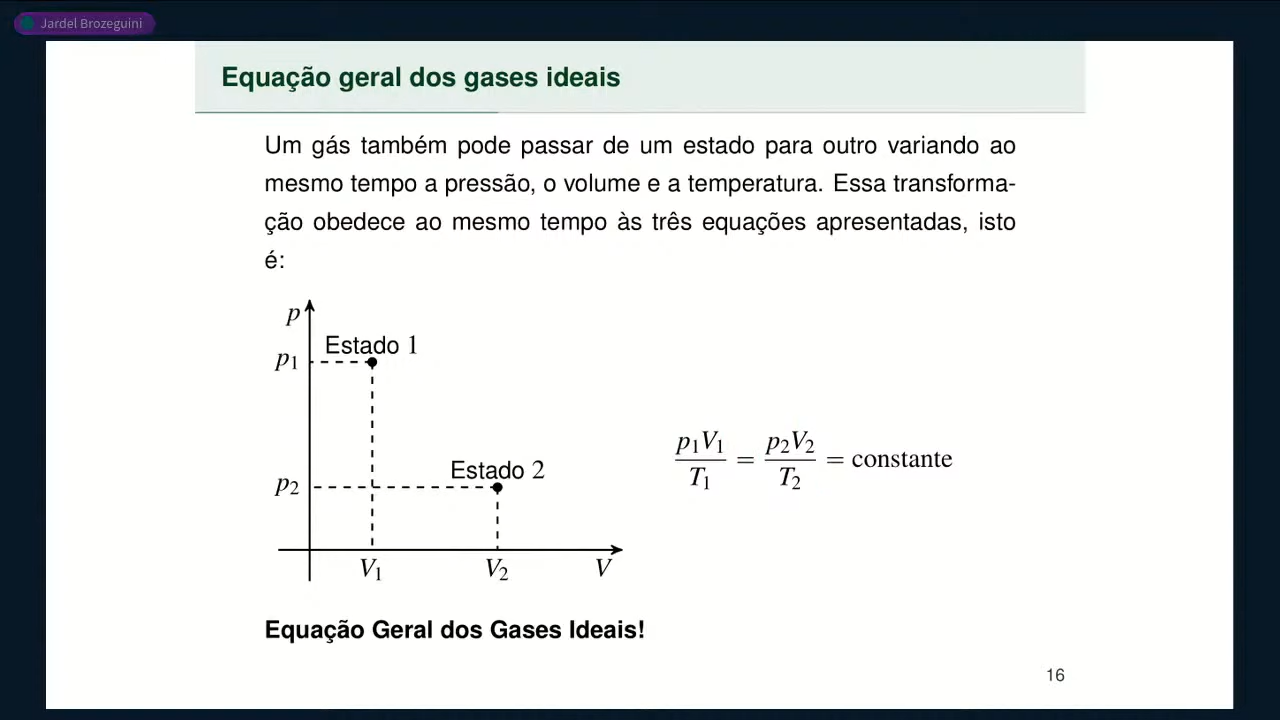 Jardel Brozeguini
Equação geral dos gases ideais
Um gás também pode passar de um estado para outro variando ao
mesmo tempo a pressão, o volume e a temperatura. Essa transforma-
ção obedece ao mesmo tempo às três equações apresentadas, isto
é:
p
Estado 1
p₁
Estado 2
p₂
V₁
V₂
V
p₁V₁/T₁ = p₂V₂/T₂ = constante
Equação Geral dos Gases Ideais!
16